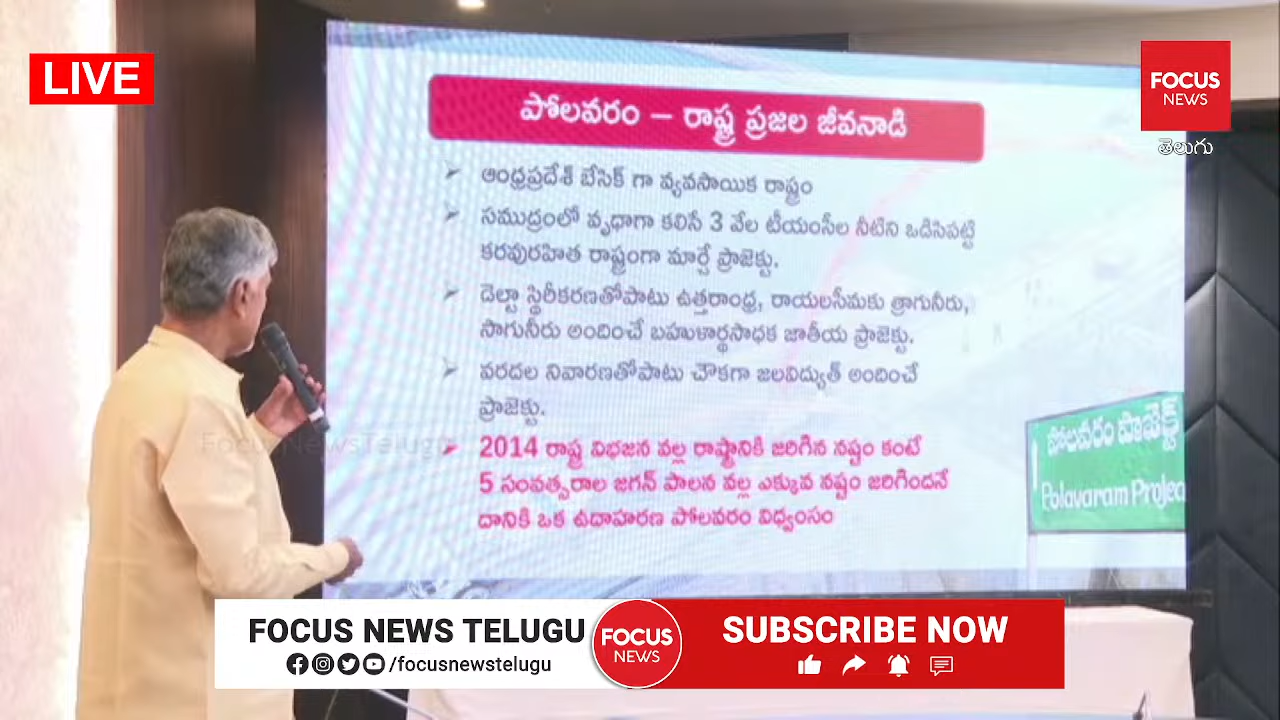 LIVE
FOCUS
NEWS
తెలుగు
పోలవరం – రాష్ట్ర ప్రజల జీవనాడి
➢ ఆంధ్రప్రదేశ్ బేసిక్ గా వ్యవసాయిక రాష్ట్రం
➢ సముద్రంలో వృధాగా కలిసే 3 వేల టీయంసీల నీటిని ఒడిసిపట్టి
కరవురహిత రాష్ట్రంగా మార్చే ప్రాజెక్టు.
➢ డెల్టా స్థిరీకరణతోపాటు ఉత్తరాంధ్ర, రాయలసీమకు త్రాగునీరు,
సాగునీరు అందించే బహుళార్థసాధక జాతీయ ప్రాజెక్టు.
➢ వరదల నివారణతోపాటు చౌకగా జలవిద్యుత్ అందించే
ప్రాజెక్టు.
➢ 2014 రాష్ట్ర విభజన వల్ల రాష్ట్రానికి జరిగిన నష్టం కంటే
5 సంవత్సరాల జగన్ పాలన వల్ల ఎక్కువ నష్టం జరిగిందనే
దానికి ఒక ఉదాహరణ పోలవరం విధ్వంసం
పోలవరం ప్రాజెక్ట్
Polavaram Projec
FocusNewsTelugu
FOCUS NEWS TELUGU
/focusnewstelugu
FOCUS
NEWS
SUBSCRIBE NOW